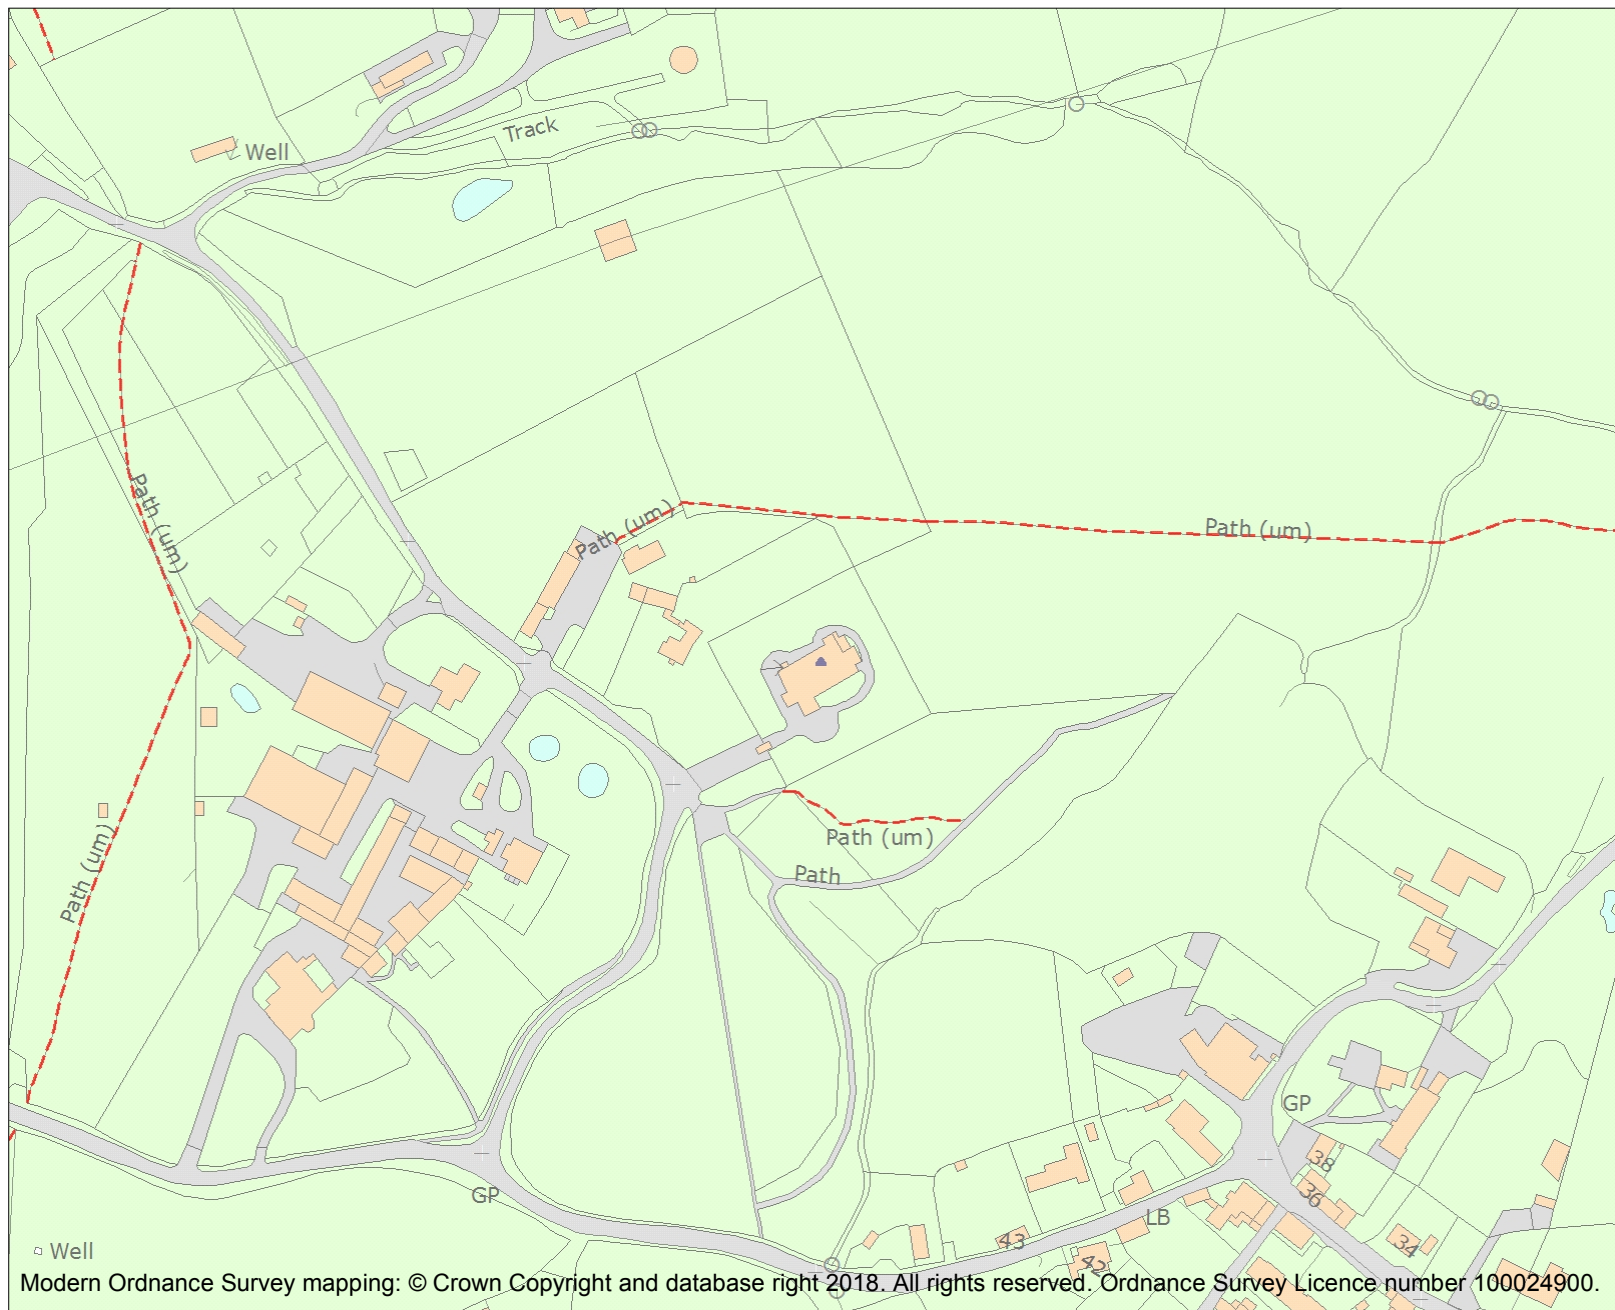 Track
Well
Path (um)
Path (um)
Path (um)
Path (um)
Path (um)
Path
GP
38
36
GP
LB
43
42
34
Well
Modern Ordnance Survey mapping: © Crown Copyright and database right 2018. All rights reserved. Ordnance Survey Licence number 100024900.